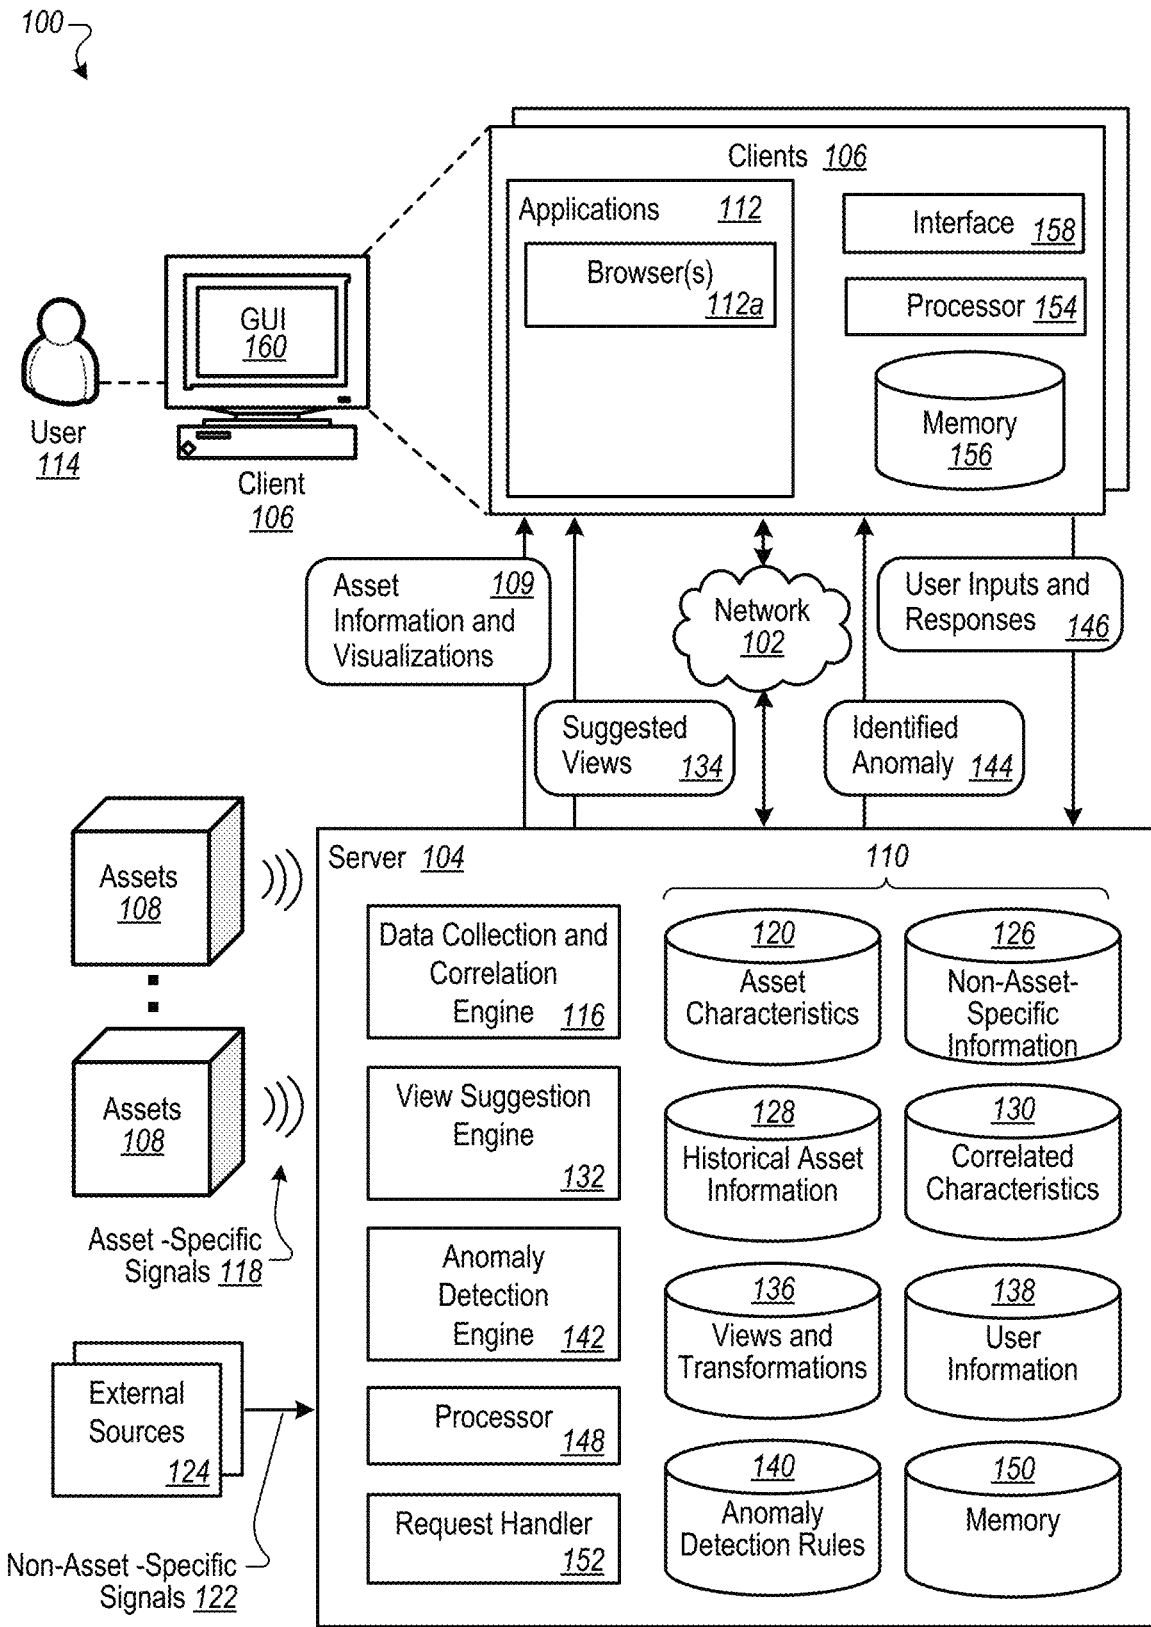 100
Clients 106
Applications 112
Browser(s)
112a
Interface 158
Processor 154
Memory
156
GUI
160
User
114
Client
106
Asset 109
Information and
Visualizations
Network
102
User Inputs and
Responses 146
Suggested
Views 134
Identified
Anomaly 144
Assets
108
Assets
108
Asset -Specific
Signals 118
External
Sources
124
Non-Asset -Specific
Signals 122
Server 104
Data Collection and
Correlation
Engine 116
View Suggestion
Engine
132
Anomaly
Detection
Engine 142
Processor
148
Request Handler
152
110
120
Asset
Characteristics
126
Non-Asset-
Specific
Information
128
Historical Asset
Information
130
Correlated
Characteristics
136
Views and
Transformations
138
User
Information
140
Anomaly
Detection Rules
150
Memory